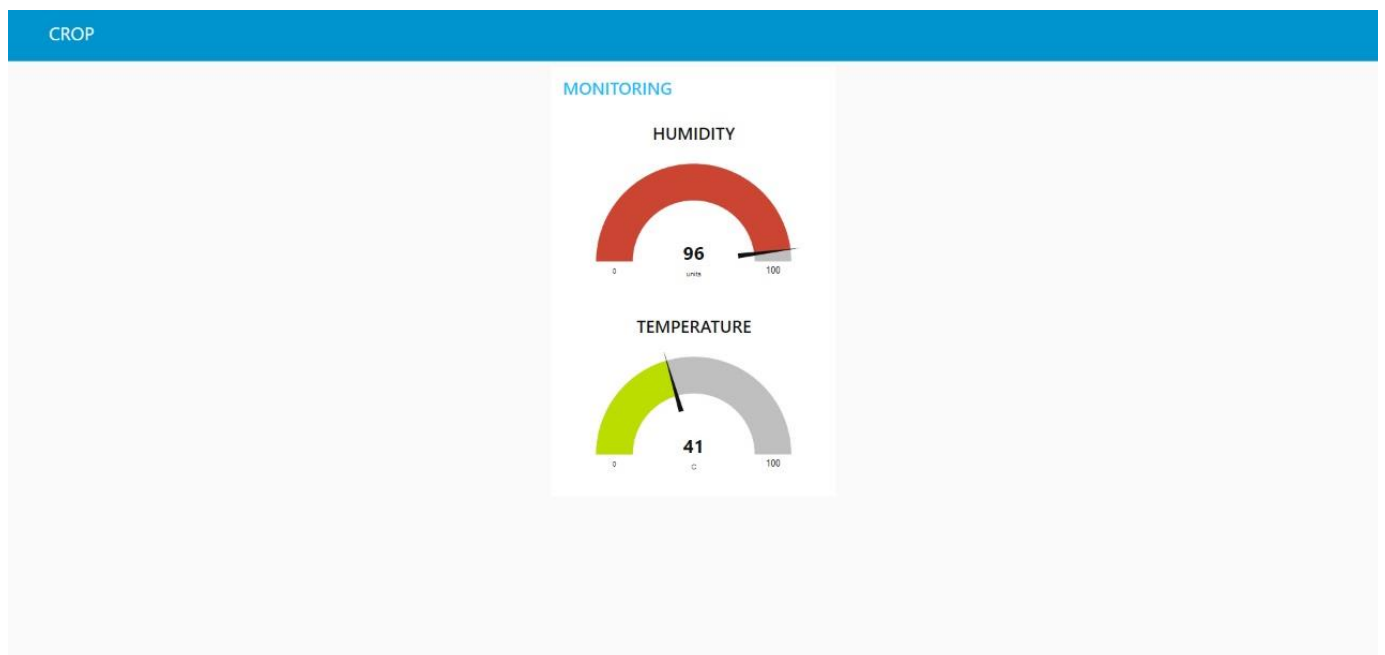 CROP
MONITORING
HUMIDITY
96
0 units 100
TEMPERATURE
41
0 C 100